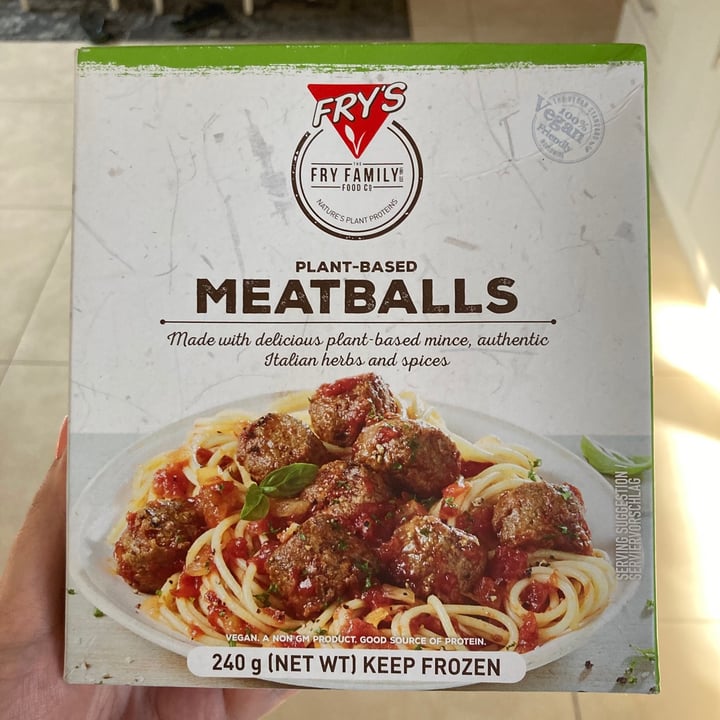 FRY'S
THE
FRY FAMILY
FOOD CO
NATURE'S PLANT PROTEINS
100%
Vegan
Friendly
PLANT-BASED
MEATBALLS
Made with delicious plant-based mince, authentic
Italian herbs and spices
SERVING SUGGESTION /
SERVIERVORSCHLAG
VEGAN. A NON GM PRODUCT. GOOD SOURCE OF PROTEIN.
240 g (NET WT) KEEP FROZEN